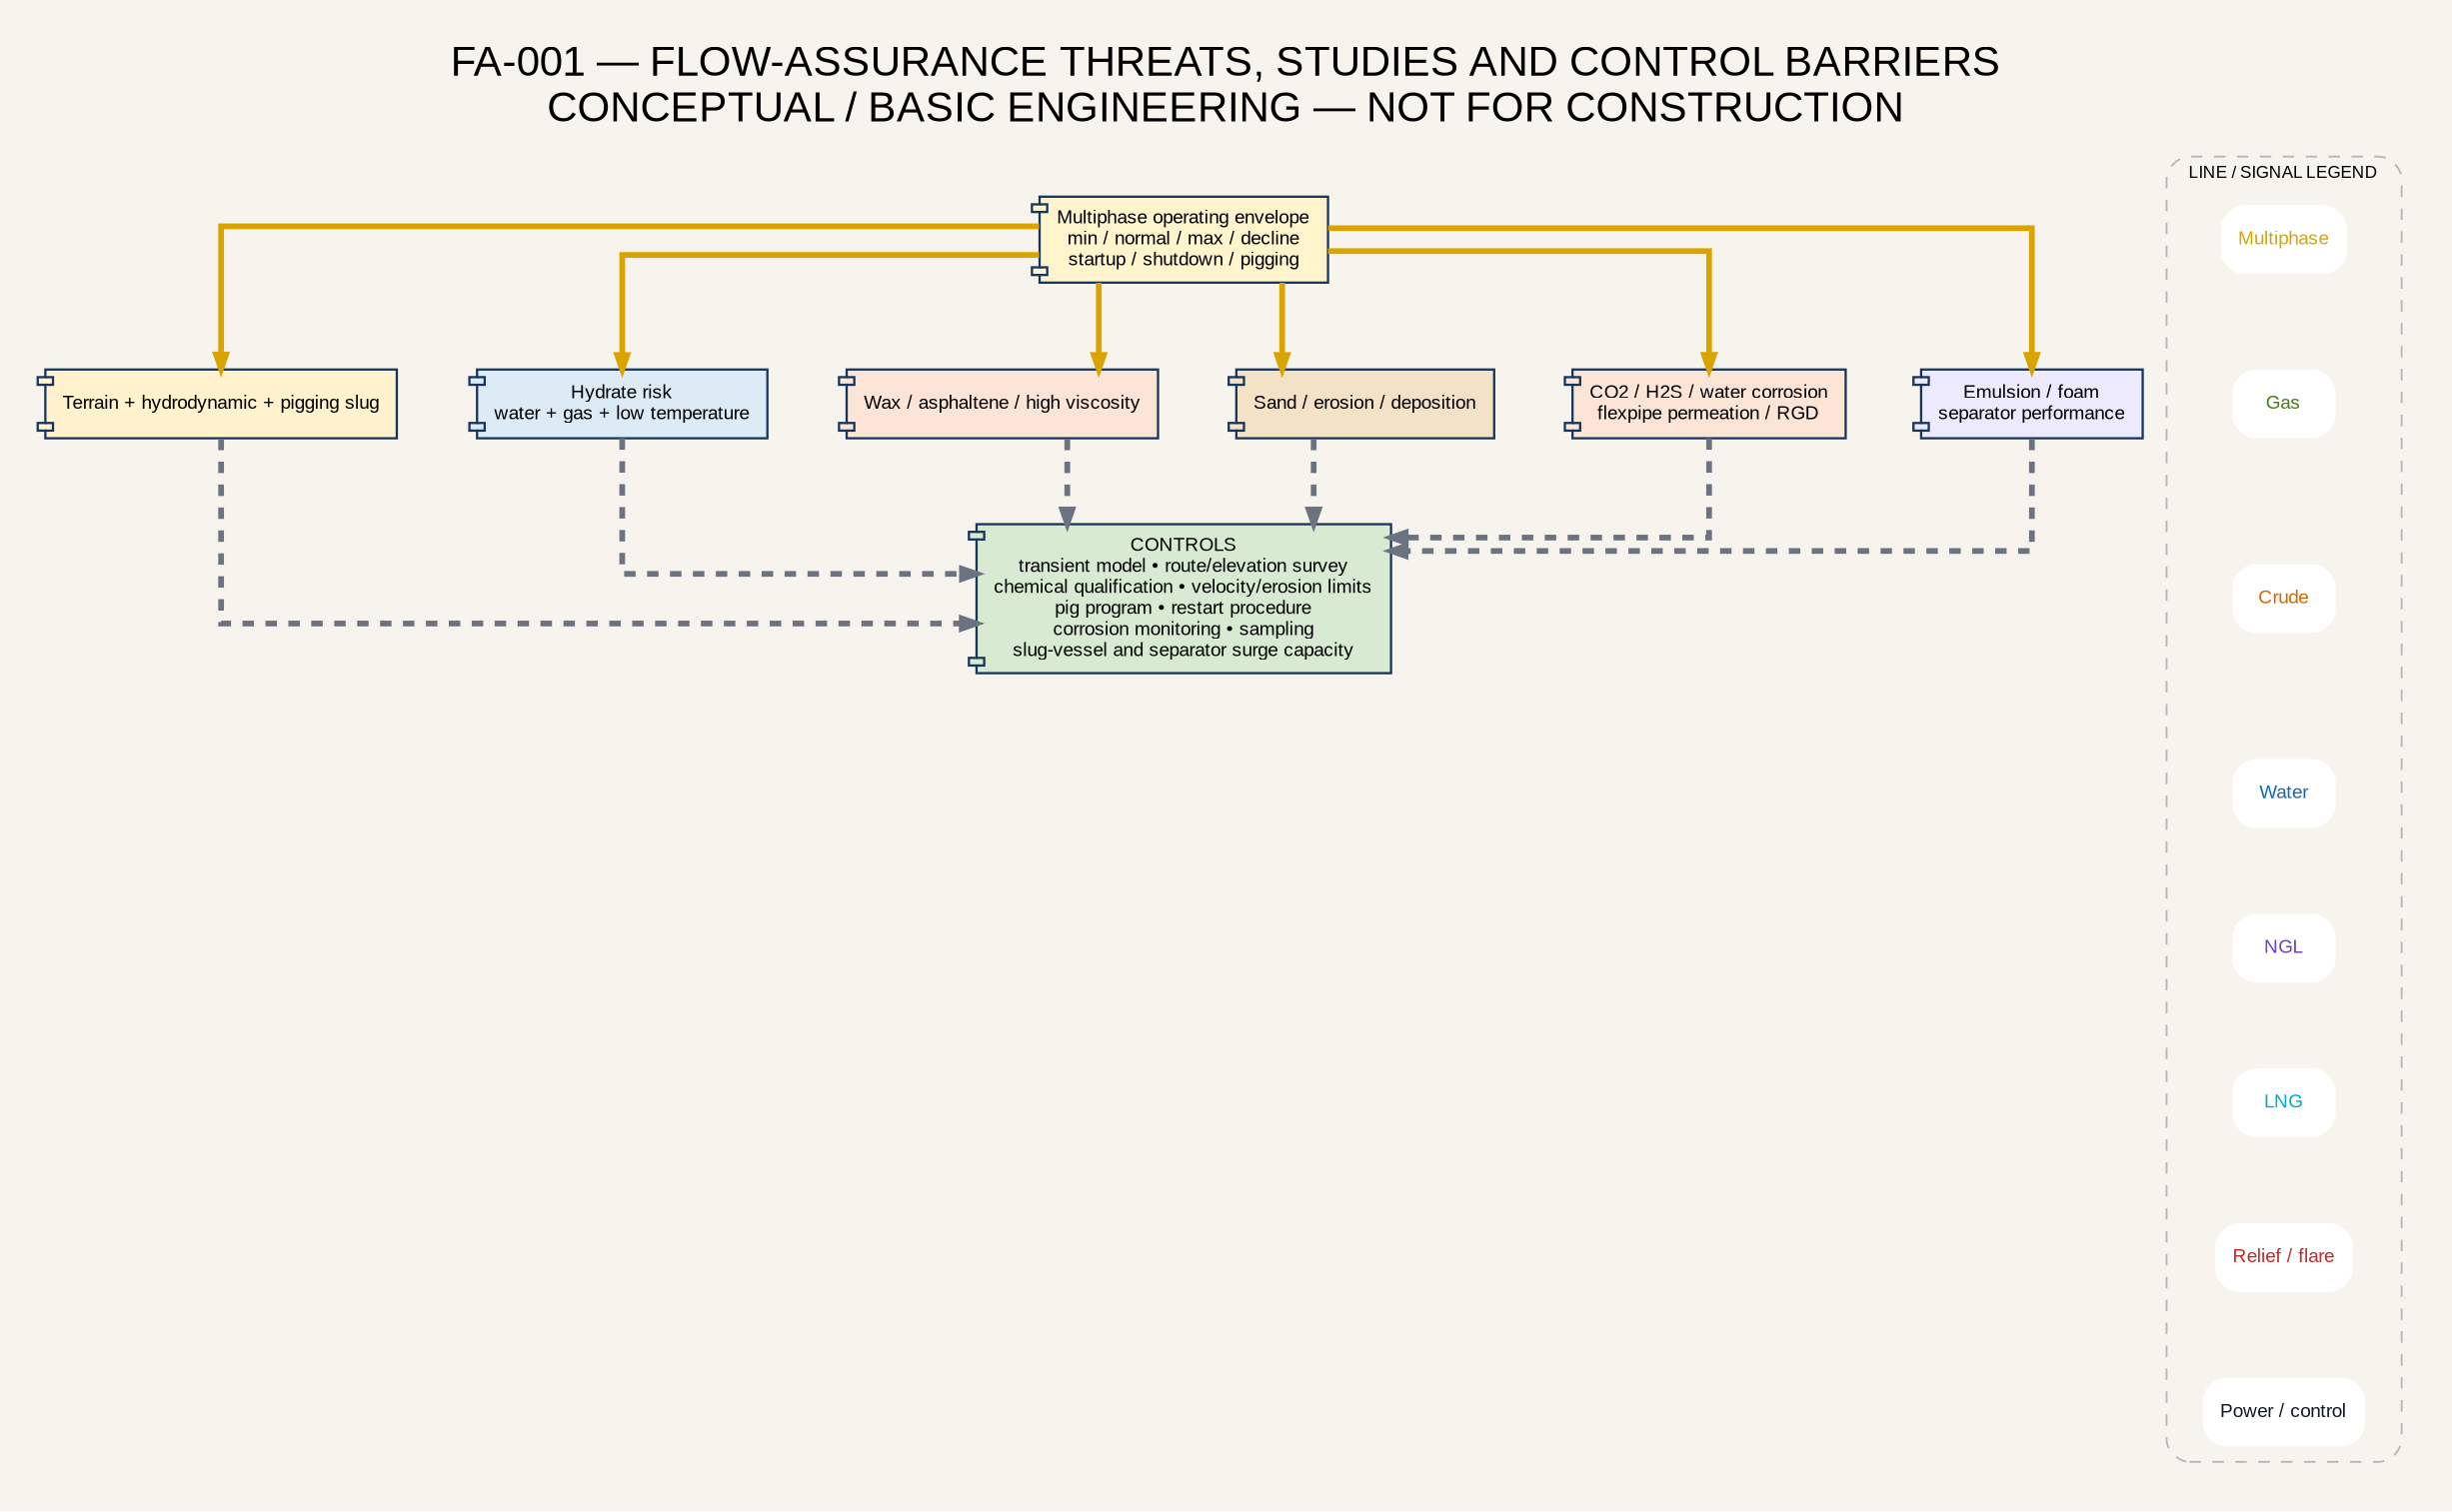 FA-001 — FLOW-ASSURANCE THREATS, STUDIES AND CONTROL BARRIERS
CONCEPTUAL / BASIC ENGINEERING — NOT FOR CONSTRUCTION
LINE / SIGNAL LEGEND
Multiphase operating envelope
min / normal / max / decline
startup / shutdown / pigging
Multiphase
Terrain + hydrodynamic + pigging slug
Hydrate risk
water + gas + low temperature
Wax / asphaltene / high viscosity
Sand / erosion / deposition
CO2 / H2S / water corrosion
flexpipe permeation / RGD
Emulsion / foam
separator performance
Gas
CONTROLS
transient model • route/elevation survey
chemical qualification • velocity/erosion limits
pig program • restart procedure
corrosion monitoring • sampling
slug-vessel and separator surge capacity
Crude
Water
NGL
LNG
Relief / flare
Power / control